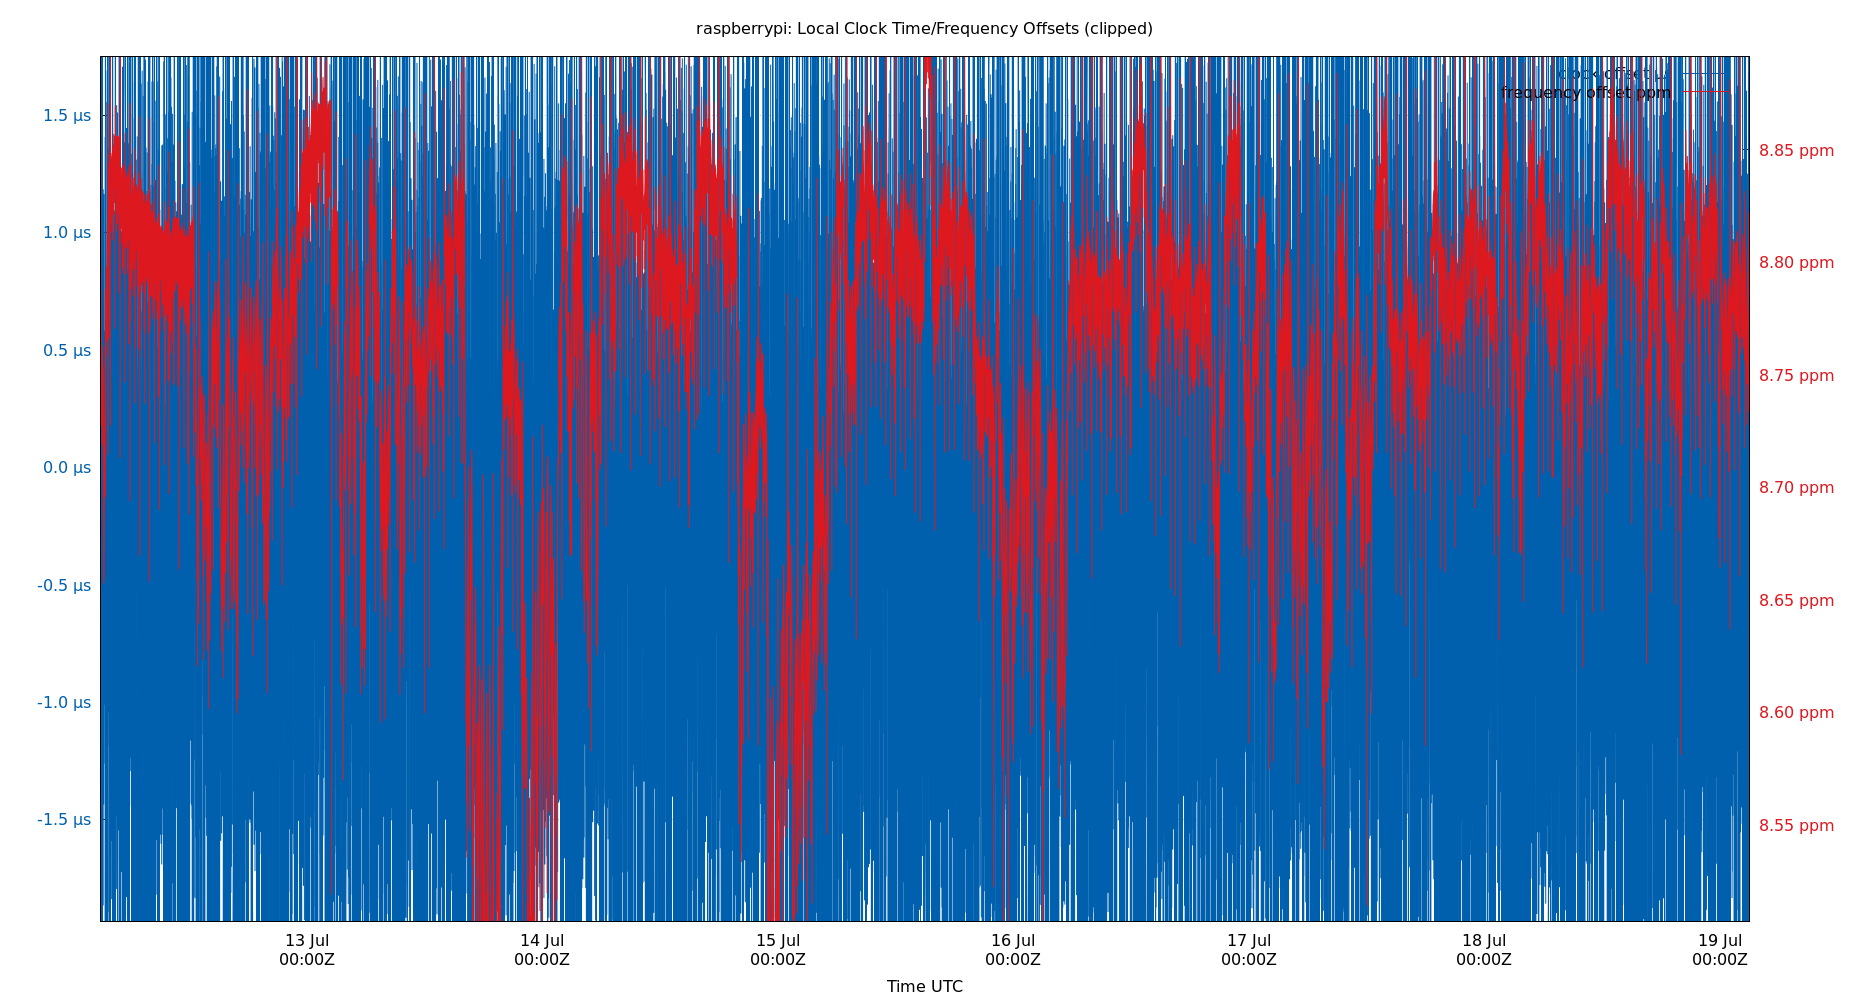 raspberrypi: Local Clock Time/Frequency Offsets (clipped)
clock offset µs
frequency offset ppm
1.5 µs
1.0 µs
0.5 µs
0.0 µs
-0.5 µs
-1.0 µs
-1.5 µs
8.85 ppm
8.80 ppm
8.75 ppm
8.70 ppm
8.65 ppm
8.60 ppm
8.55 ppm
13 Jul 14 Jul 15 Jul 16 Jul 17 Jul 18 Jul 19 Jul
00:00Z 00:00Z 00:00Z 00:00Z 00:00Z 00:00Z 00:00Z
Time UTC